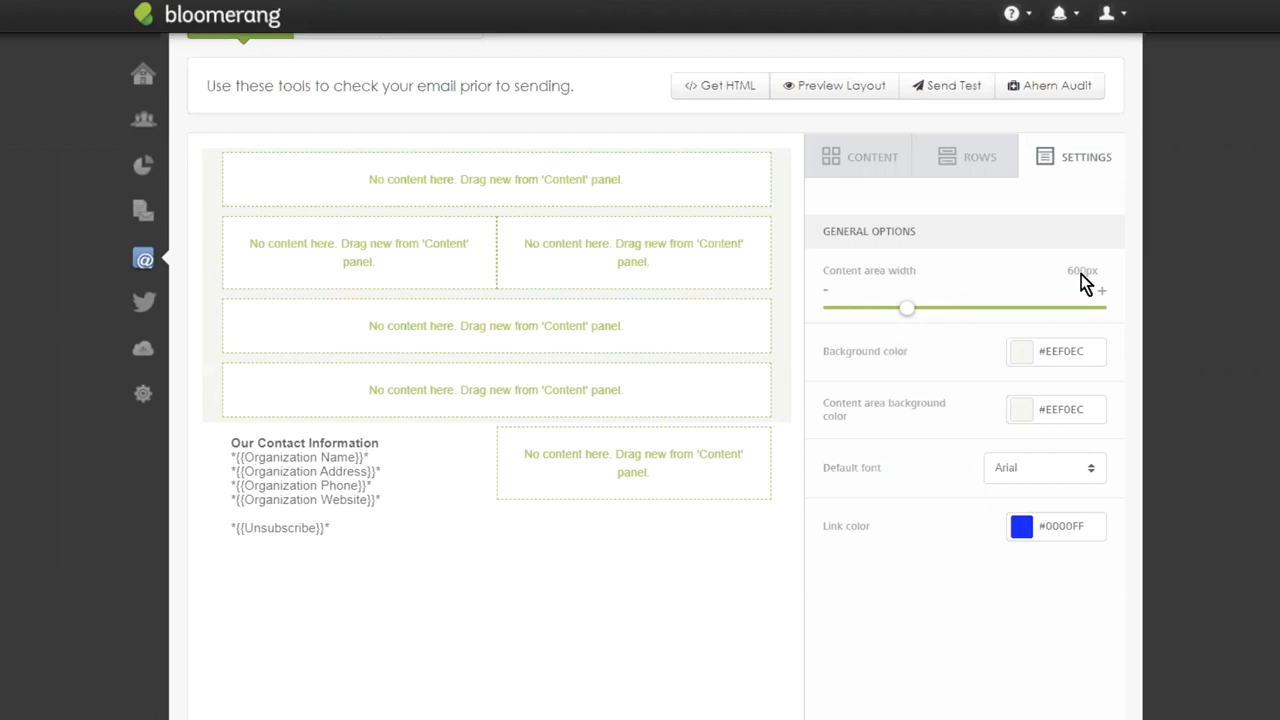 bloomerang
Use these tools to check your email prior to sending.
</> Get HTML
Preview Layout
Send Test
Ahern Audit
CONTENT
ROWS
SETTINGS
No content here. Drag new from 'Content' panel.
No content here. Drag new from 'Content'
panel.
No content here. Drag new from 'Content'
panel.
No content here. Drag new from 'Content' panel.
No content here. Drag new from 'Content' panel.
Our Contact Information
*{{Organization Name}}*
*{{Organization Address}}*
*{{Organization Phone}}*
*{{Organization Website}}*
*{{Unsubscribe}}*
No content here. Drag new from 'Content'
panel.
GENERAL OPTIONS
Content area width
600px
- +
Background color
#EEF0EC
Content area background
color
#EEF0EC
Default font
Arial
Link color
#0000FF